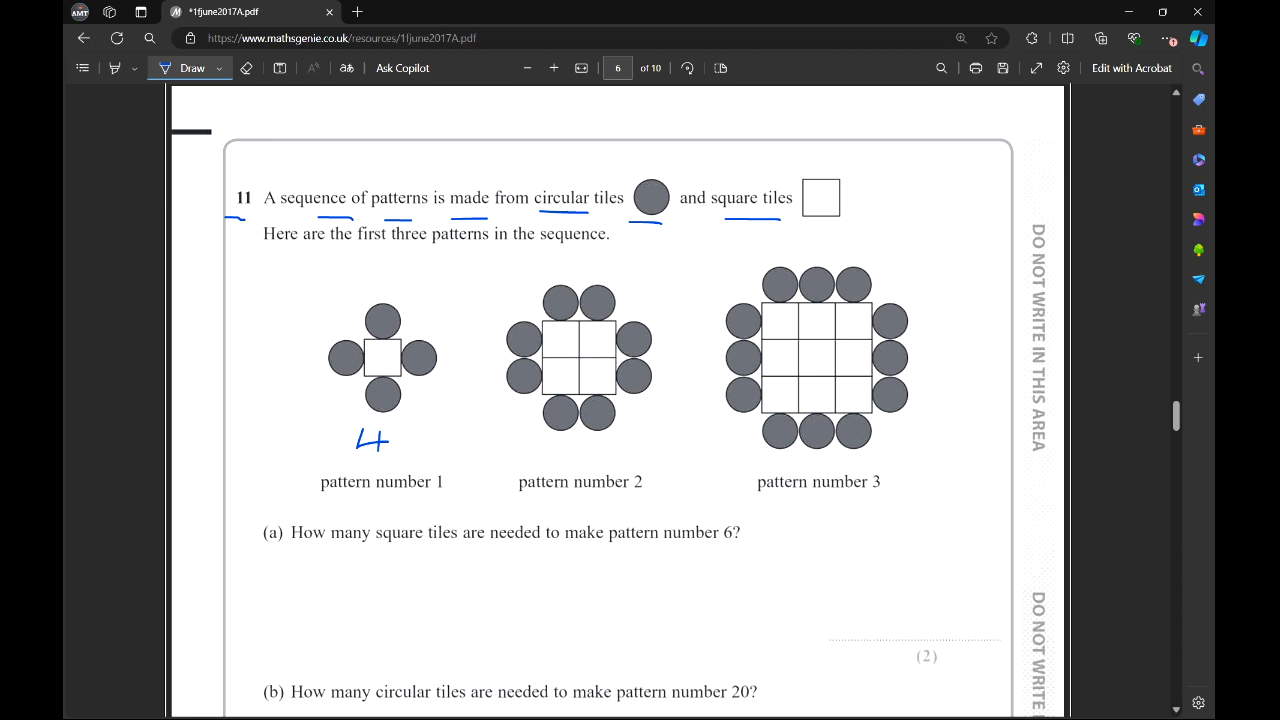 AMT
*1fjune2017A.pdf
https://www.mathsgenie.co.uk/resources/1fjune2017A.pdf
Draw
Ask Copilot
6 of 10
Edit with Acrobat
11 A sequence of patterns is made from circular tiles and square tiles
Here are the first three patterns in the sequence.
4
pattern number 1 pattern number 2 pattern number 3
(a) How many square tiles are needed to make pattern number 6?
(2)
(b) How many circular tiles are needed to make pattern number 20?
DO NOT WRITE IN THIS AREA
DO NOT WRITE I